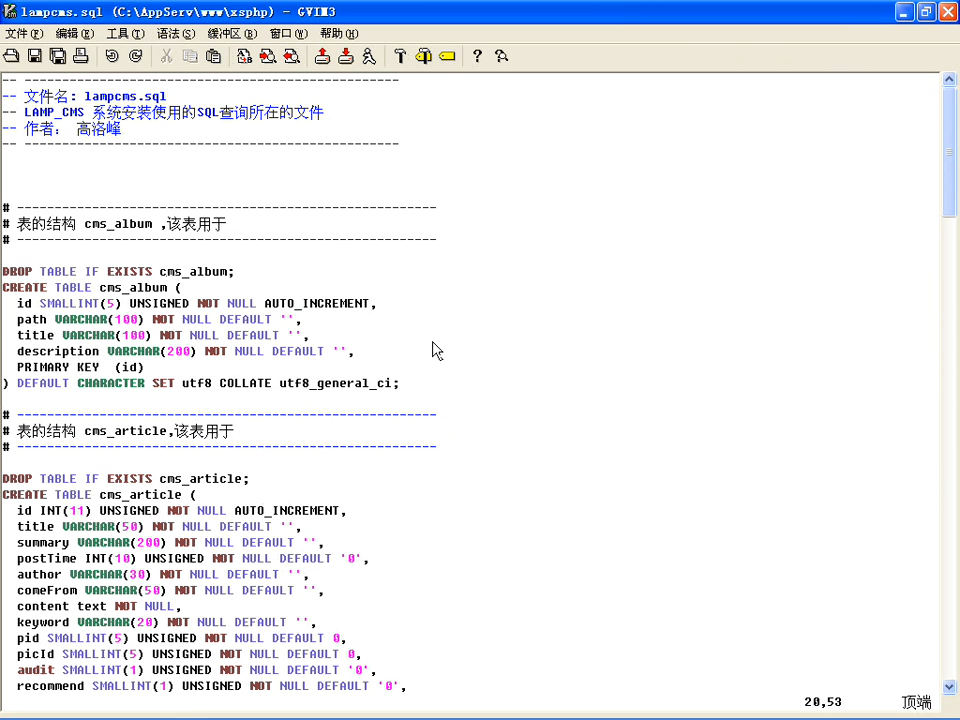 lampcms.sql (C:\AppServ\www\xsphp) - GVIM3
文件(F) 编辑(E) 工具(T) 语法(S) 缓冲区(B) 窗口(W) 帮助(H)
-- --------------------------------------------------
-- 文件名: lampcms.sql
-- LAMP_CMS 系统安装使用的SQL查询所在的文件
-- 作者: 高洛峰
-- --------------------------------------------------
# --------------------------------------------------------
# 表的结构 cms_album ,该表用于
# --------------------------------------------------------
DROP TABLE IF EXISTS cms_album;
CREATE TABLE cms_album (
id SMALLINT(5) UNSIGNED NOT NULL AUTO_INCREMENT,
path VARCHAR(100) NOT NULL DEFAULT '',
title VARCHAR(100) NOT NULL DEFAULT '',
description VARCHAR(200) NOT NULL DEFAULT '',
PRIMARY KEY (id)
) DEFAULT CHARACTER SET utf8 COLLATE utf8_general_ci;
# --------------------------------------------------------
# 表的结构 cms_article,该表用于
# --------------------------------------------------------
DROP TABLE IF EXISTS cms_article;
CREATE TABLE cms_article (
id INT(11) UNSIGNED NOT NULL AUTO_INCREMENT,
title VARCHAR(50) NOT NULL DEFAULT '',
summary VARCHAR(200) NOT NULL DEFAULT '',
postTime INT(10) UNSIGNED NOT NULL DEFAULT '0',
author VARCHAR(30) NOT NULL DEFAULT '',
comeFrom VARCHAR(50) NOT NULL DEFAULT '',
content text NOT NULL,
keyword VARCHAR(20) NOT NULL DEFAULT '',
pid SMALLINT(5) UNSIGNED NOT NULL DEFAULT 0,
picId SMALLINT(5) UNSIGNED NOT NULL DEFAULT 0,
audit SMALLINT(1) UNSIGNED NOT NULL DEFAULT '0',
recommend SMALLINT(1) UNSIGNED NOT NULL DEFAULT '0',
20,53 顶端